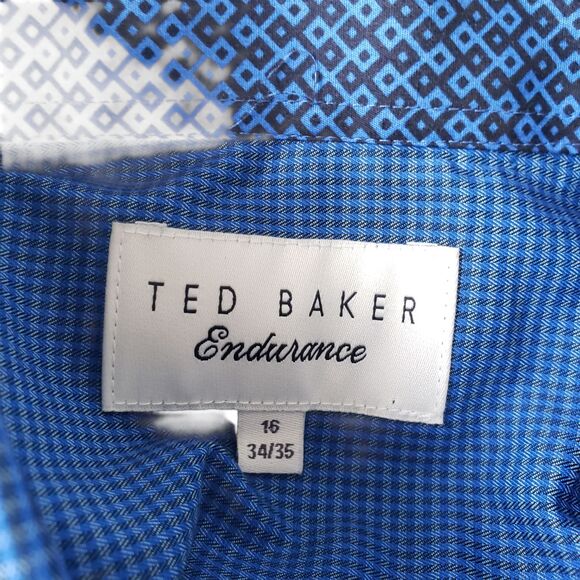 TED BAKER
Endurance
16
34/35